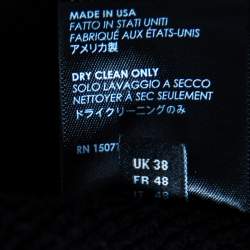 MADE IN USA
FATTO IN STATI UNITI
FABRIQUÉ AUX ÉTATS-UNIS
アメリカ製
DRY CLEAN ONLY
SOLO LAVAGGIO A SECCO
NETTOYER À SEC SEULEMENT
ドライクリーニングのみ
RN 15071
UK 38
FR 48